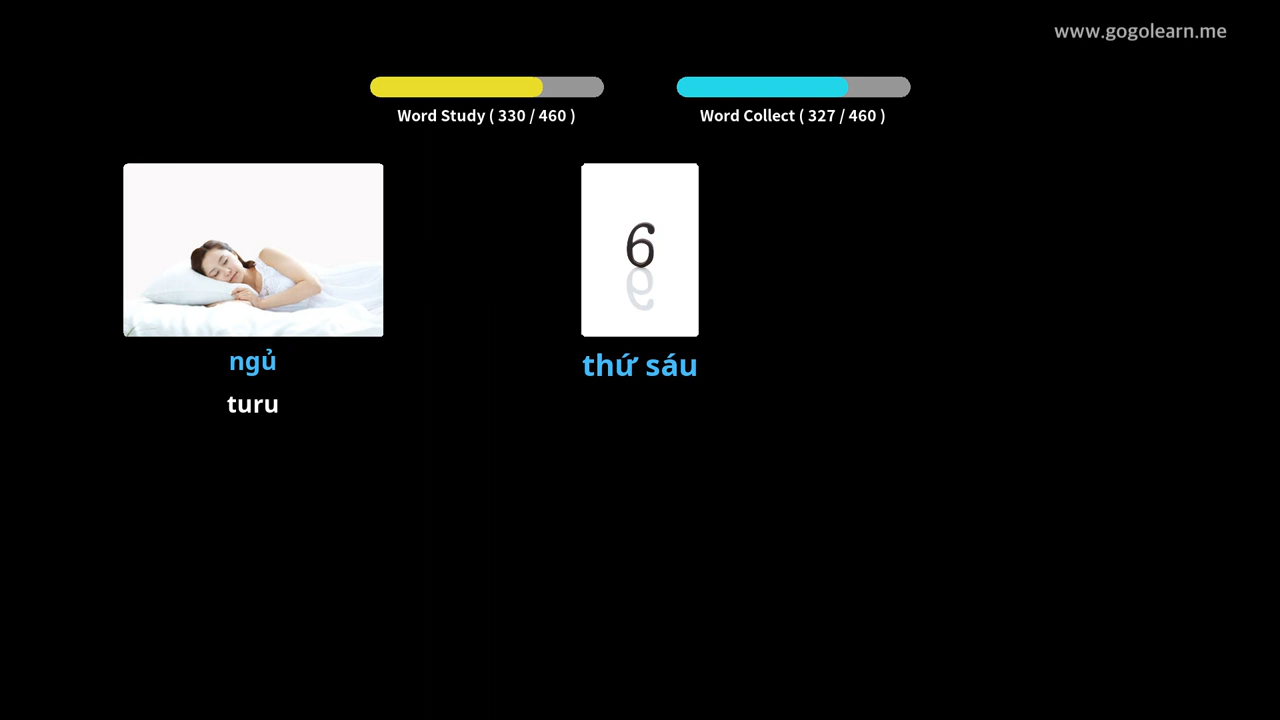 www.gogolearn.me
Word Study ( 330 / 460 )
Word Collect ( 327 / 460 )
6
ngủ
turu
thứ sáu